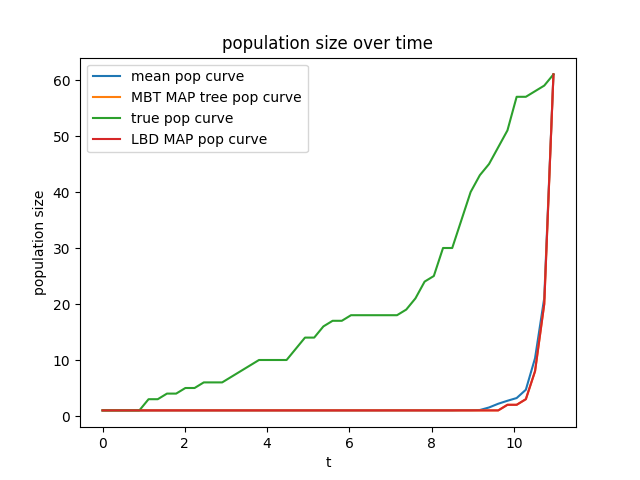 population size over time
mean pop curve
MBT MAP tree pop curve
true pop curve
LBD MAP pop curve
population size
60
50
40
30
20
10
0
0 2 4 6 8 10
t